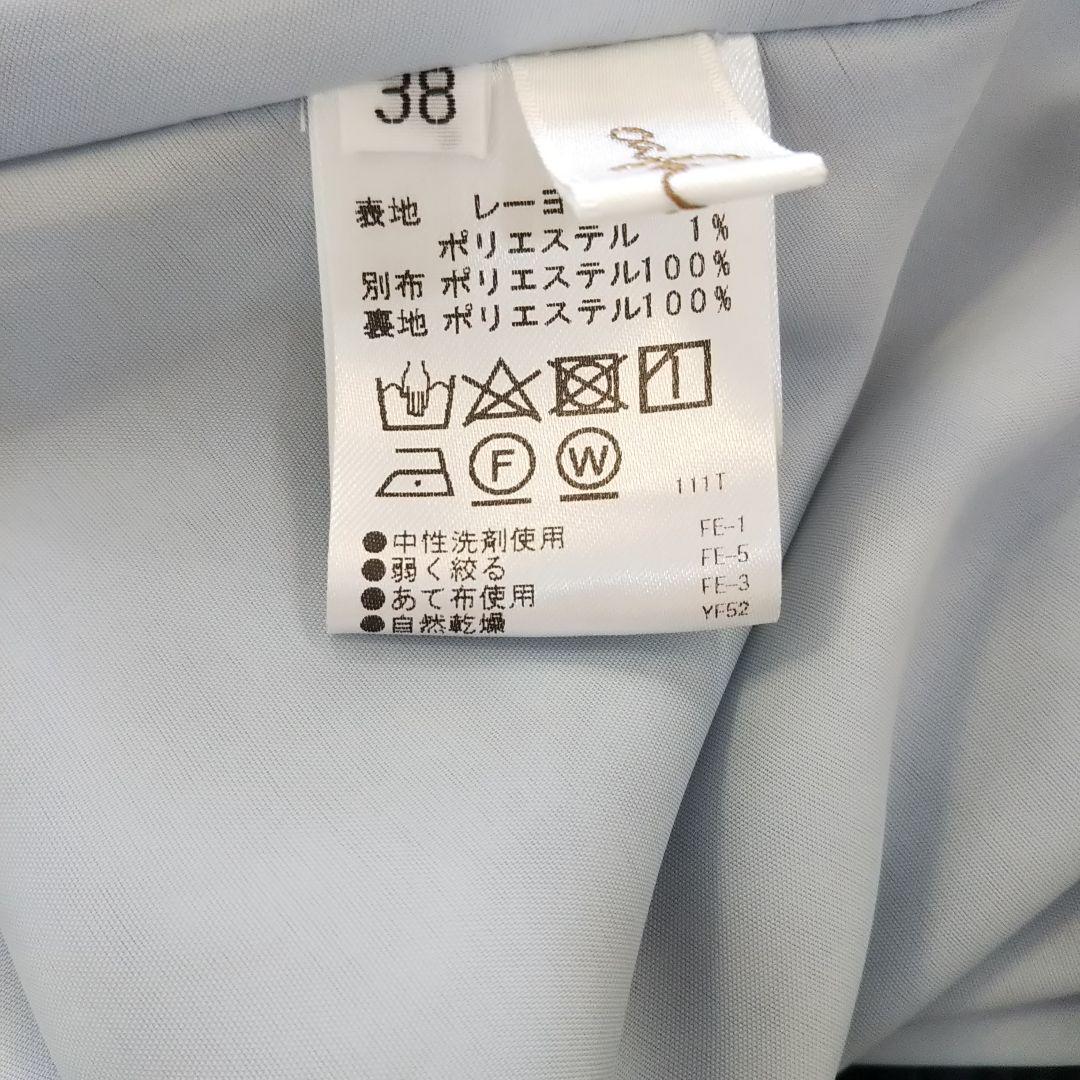 38
表地 レーヨ
ポリエステル 1%
別布 ポリエステル100%
裏地 ポリエステル100%
F W
111T
●中性洗剤使用 FE-1
●弱く絞る FE-5
●あて布使用 FE-3
●自然乾燥 YF52